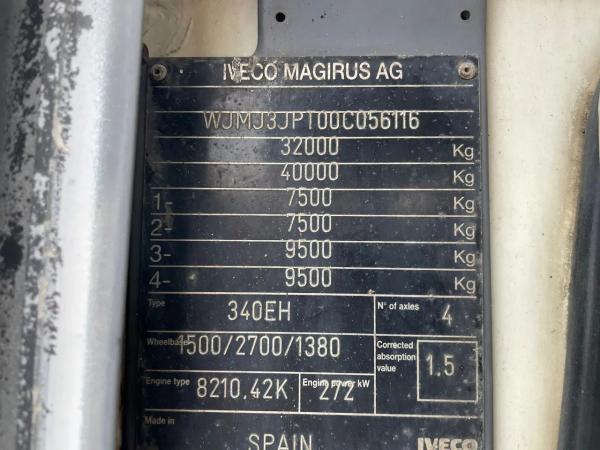 IVECO MAGIRUS AG
WJMJ3JPT00C056116
32000 Kg
40000 Kg
1- 7500 Kg
2- 7500 Kg
3- 9500 Kg
4- 9500 Kg
Type 340EH N° of axles 4
Wheelbase 1500/2700/1380 Corrected absorption value 1.5
Engine type 8210.42K Engine power kW 272
Made in SPAIN IVECO